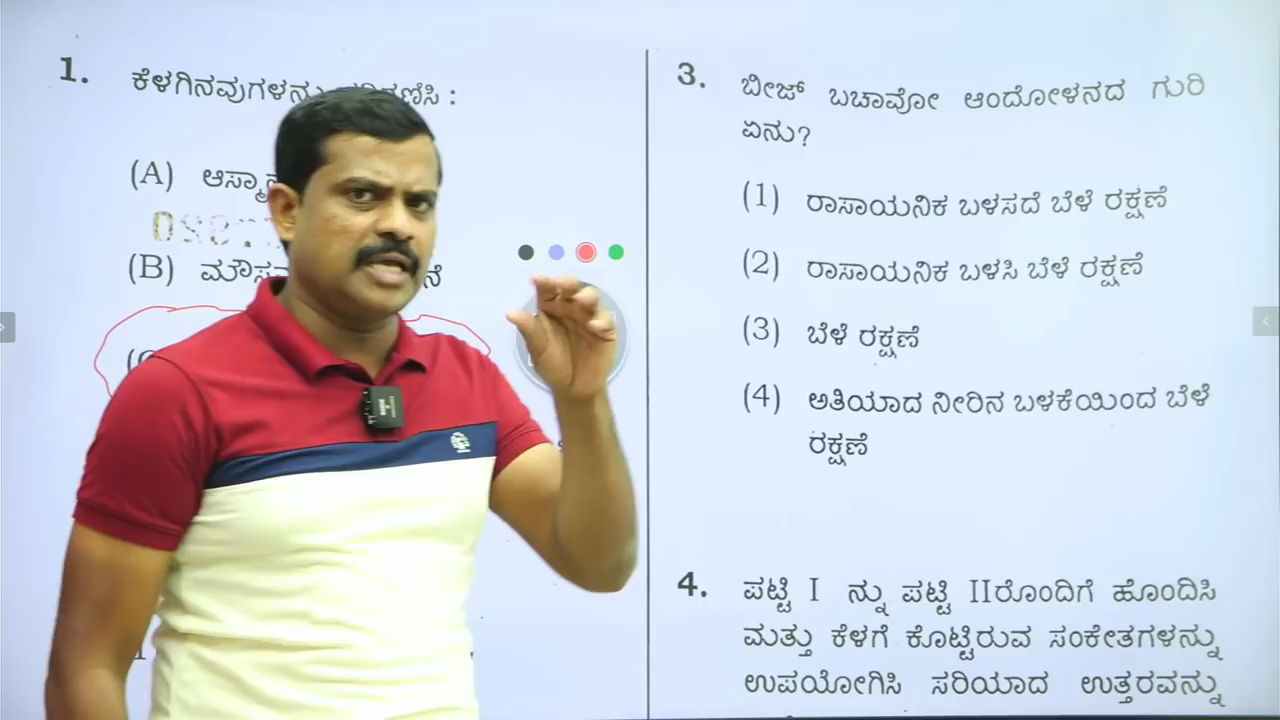 1. ಕೆಳಗಿನವುಗಳನ್ನು :
(A)
(B)
3. ಬೀಜ್ ಬಚಾವೋ ಆಂದೋಳನದ ಗುರಿ
ಏನು?
(1) ರಾಸಾಯನಿಕ ಬಳಸದೆ ಬೆಳೆ ರಕ್ಷಣೆ
(2) ರಾಸಾಯನಿಕ ಬಳಸಿ ಬೆಳೆ ರಕ್ಷಣೆ
(3) ಬೆಳೆ ರಕ್ಷಣೆ
(4) ಅತಿಯಾದ ನೀರಿನ ಬಳಕೆಯಿಂದ ಬೆಳೆ
ರಕ್ಷಣೆ
4. ಪಟ್ಟಿ I ನ್ನು ಪಟ್ಟಿ IIರೊಂದಿಗೆ ಹೊಂದಿಸಿ
ಮತ್ತು ಕೆಳಗೆ ಕೊಟ್ಟಿರುವ ಸಂಕೇತಗಳನ್ನು
ಉಪಯೋಗಿಸಿ ಸರಿಯಾದ ಉತ್ತರವನ್ನು